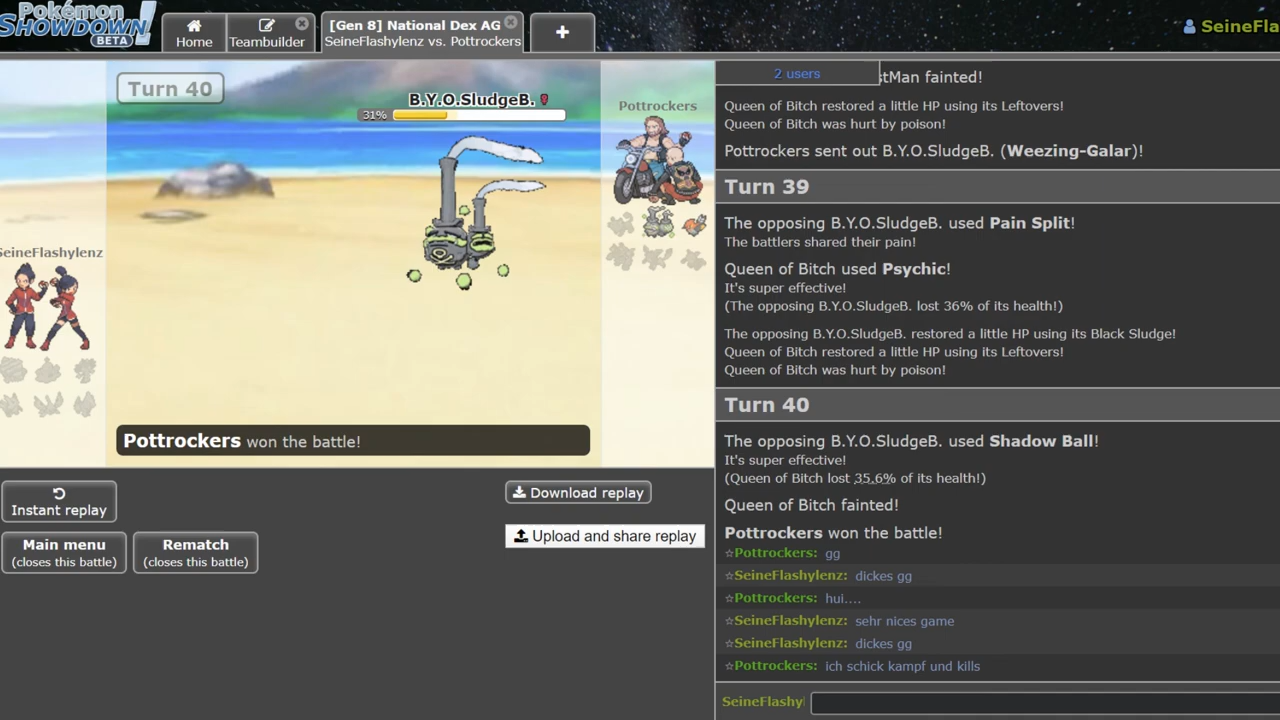 Pokémon
SHOWDOWN!
BETA
Home
Teambuilder
[Gen 8] National Dex AG
SeineFlashylenz vs. Pottrockers
+
SeineFla
Turn 40
B.Y.O.SludgeB.
31%
Pottrockers
SeineFlashylenz
Pottrockers won the battle!
Instant replay
Download replay
Upload and share replay
Main menu
(closes this battle)
Rematch
(closes this battle)
2 users
stMan fainted!
Queen of Bitch restored a little HP using its Leftovers!
Queen of Bitch was hurt by poison!
Pottrockers sent out B.Y.O.SludgeB. (Weezing-Galar)!
Turn 39
The opposing B.Y.O.SludgeB. used Pain Split!
The battlers shared their pain!
Queen of Bitch used Psychic!
It's super effective!
(The opposing B.Y.O.SludgeB. lost 36% of its health!)
The opposing B.Y.O.SludgeB. restored a little HP using its Black Sludge!
Queen of Bitch restored a little HP using its Leftovers!
Queen of Bitch was hurt by poison!
Turn 40
The opposing B.Y.O.SludgeB. used Shadow Ball!
It's super effective!
(Queen of Bitch lost 35.6% of its health!)
Queen of Bitch fainted!
Pottrockers won the battle!
☆Pottrockers: gg
☆SeineFlashylenz: dickes gg
☆Pottrockers: hui....
☆SeineFlashylenz: sehr nices game
☆SeineFlashylenz: dickes gg
☆Pottrockers: ich schick kampf und kills
SeineFlashy